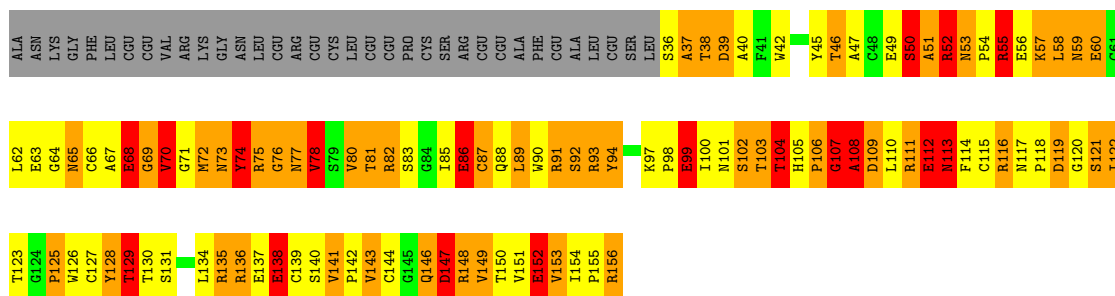 ALA ASN LYS GLY PHE LEU CGU CGU VAL ARG LYS GLY ASN LEU CGU ARG CGU CYS LEU CGU CGU PRO CYS SER ARG CGU CGU ALA PHE CGU ALA LEU CGU SER LEU S36 A37 T38 D39 A40 F41 W42 Y45 T46 A47 C48 E49 S50 A51 R52 N53 P54 R55 E56 K57 L58 N59 E60 G61
L62 E63 G64 N65 C66 A67 E68 G69 V70 G71 M72 N73 Y74 R75 G76 N77 V78 S79 V80 T81 R82 S83 G84 I85 E86 C87 Q88 L89 W90 R91 S92 R93 Y94 K97 P98 E99 I100 N101 S102 T103 T104 H105 P106 G107 A108 D109 L110 R111 E112 N113 F114 C115 R116 N117 P118 D119 G120 S121 I122
T123 G124 P125 W126 C127 Y128 T129 T130 S131 L134 R135 R136 E137 E138 C139 S140 V141 P142 V143 C144 G145 Q146 D147 R148 V149 T150 V151 E152 V153 I154 P155 R156